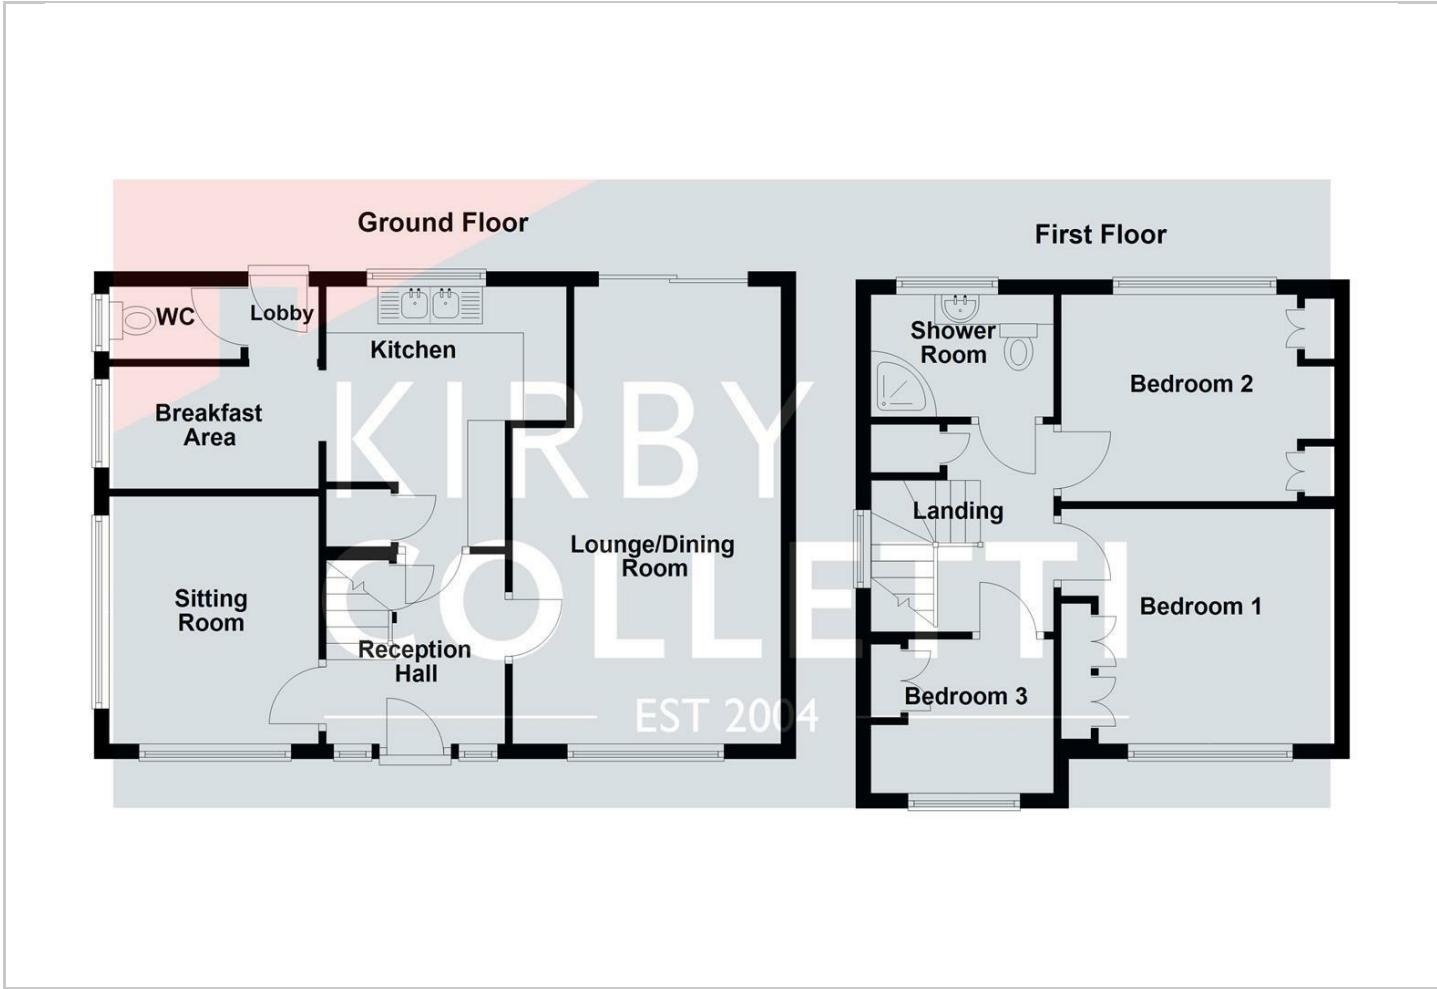 Ground Floor
First Floor
WC
Lobby
Kitchen
Breakfast
Area
Sitting
Room
Reception
Hall
Lounge/Dining
Room
Shower
Room
Bedroom 2
Landing
Bedroom 1
Bedroom 3
KIRBY
COLLETTI
EST 2004